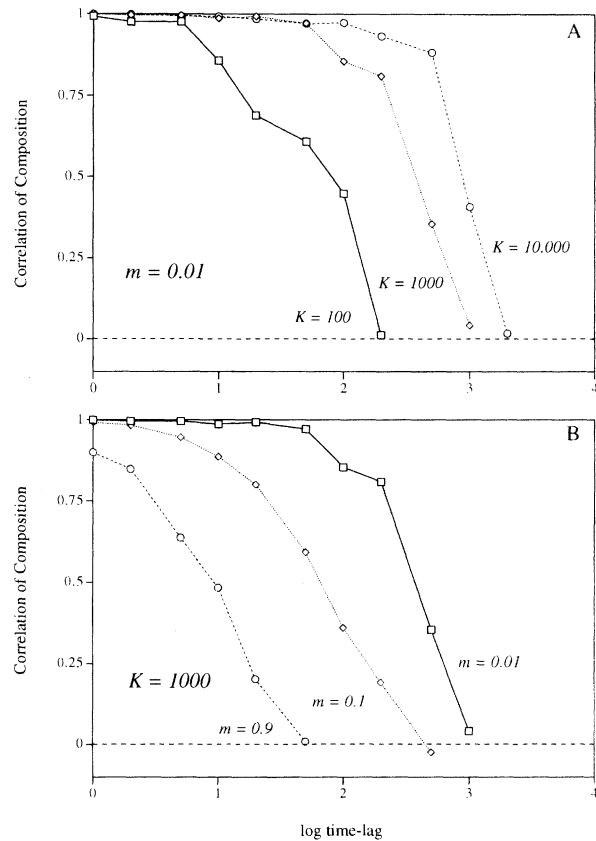 A
Correlation of Composition
1
0.75
0.5
0.25
0
m = 0.01
K = 100
K = 1000
K = 10.000
0
1
2
3
4
B
Correlation of Composition
1
0.75
0.5
0.25
0
K = 1000
m = 0.9
m = 0.1
m = 0.01
0
1
2
3
4
log time-lag